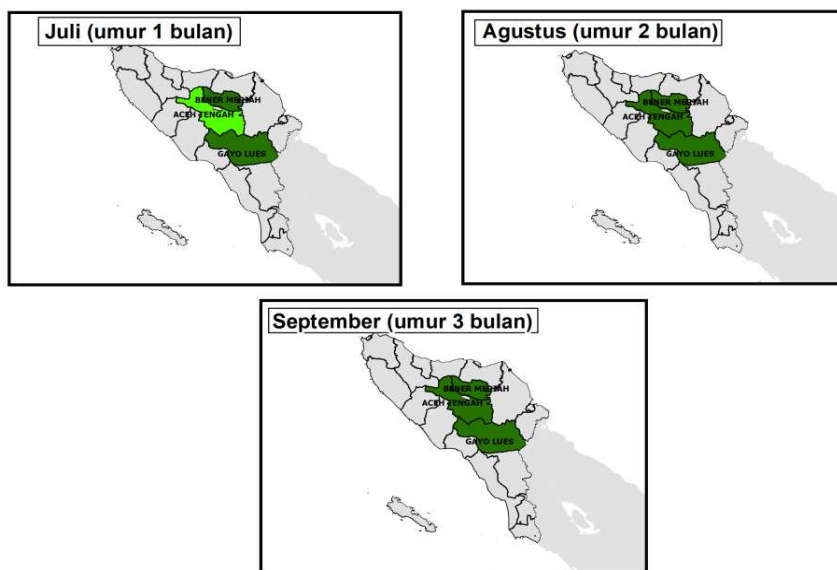 Juli (umur 1 bulan)
BENER MERIAH
ACEH TENGAH
GAYO LUES
Agustus (umur 2 bulan)
BENER MERIAH
ACEH TENGAH
GAYO LUES
September (umur 3 bulan)
BENER MERIAH
ACEH TENGAH
GAYO LUES